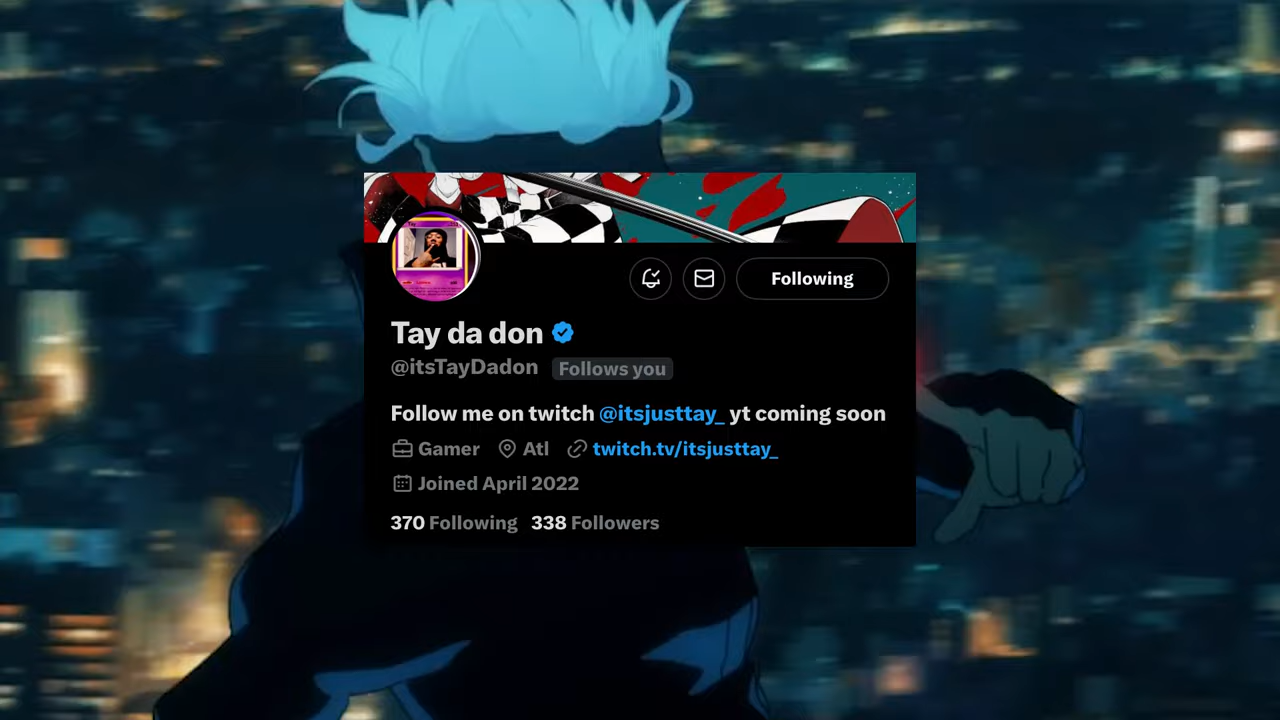 Following
Tay da don
@itsTayDadon Follows you
Follow me on twitch @itsjusttay_ yt coming soon
Gamer Atl twitch.tv/itsjusttay_
Joined April 2022
370 Following 338 Followers